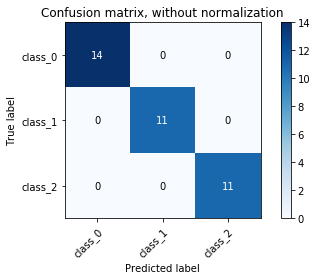 Confusion matrix, without normalization
True label
class_0
class_1
class_2
14 0 0
0 11 0
0 0 11
class_0 class_1 class_2
Predicted label
14
12
10
8
6
4
2
0